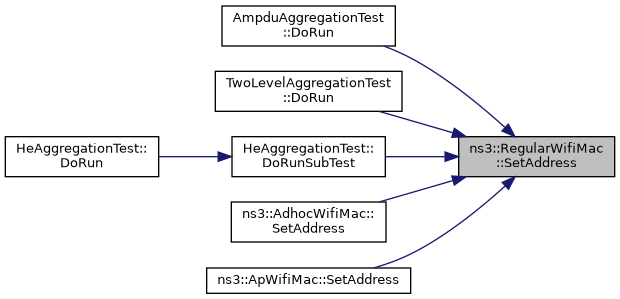 AmpduAggregationTest
::DoRun
TwoLevelAggregationTest
::DoRun
HeAggregationTest::
DoRun
HeAggregationTest::
DoRunSubTest
ns3::RegularWifiMac
::SetAddress
ns3::AdhocWifiMac::
SetAddress
ns3::ApWifiMac::SetAddress